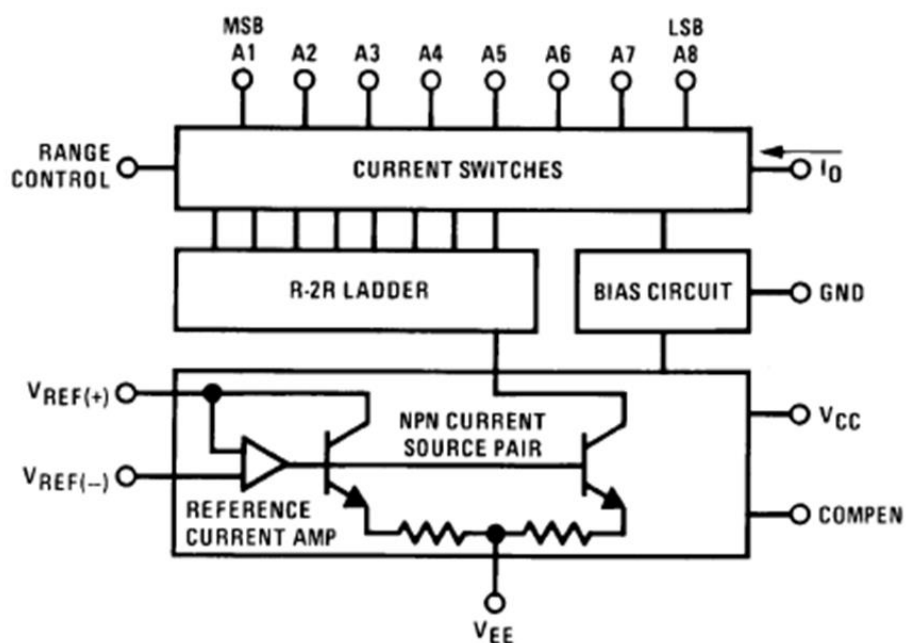 MSB
A1 A2 A3 A4 A5 A6 A7
LSB
A8
RANGE
CONTROL
CURRENT SWITCHES
IO
R-2R LADDER
BIAS CIRCUIT
GND
VREF(+)
NPN CURRENT
SOURCE PAIR
VCC
VREF(−)
REFERENCE
CURRENT AMP
COMPEN
VEE